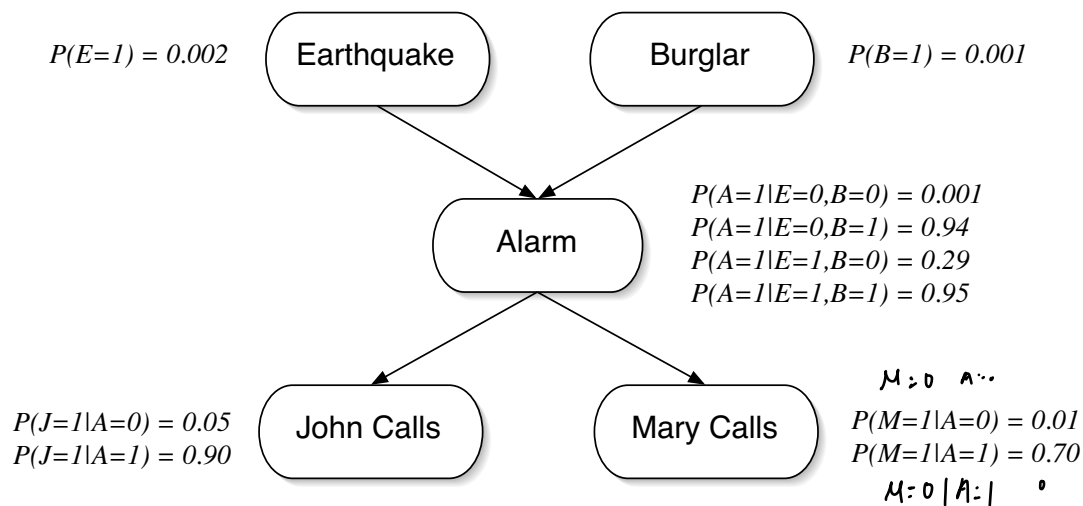 P(E=1) = 0.002
Earthquake
Burglar
P(B=1) = 0.001
Alarm
P(A=1|E=0,B=0) = 0.001
P(A=1|E=0,B=1) = 0.94
P(A=1|E=1,B=0) = 0.29
P(A=1|E=1,B=1) = 0.95
P(J=1|A=0) = 0.05
P(J=1|A=1) = 0.90
John Calls
Mary Calls
M=0 A
P(M=1|A=0) = 0.01
P(M=1|A=1) = 0.70
M=0|A=1